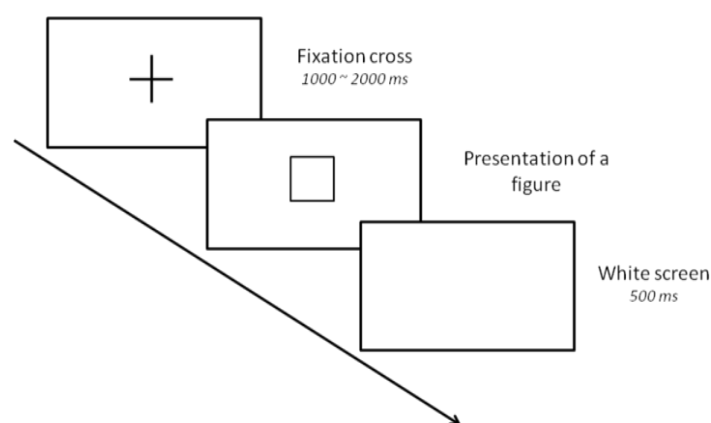 Fixation cross
1000 ~ 2000 ms
Presentation of a
figure
White screen
500 ms